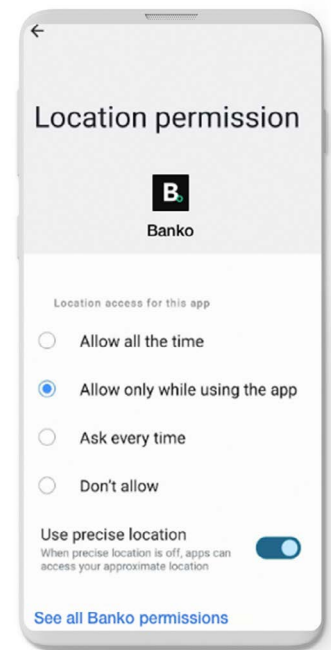 Location permission
B.
Banko
Location access for this app
Allow all the time
Allow only while using the app
Ask every time
Don't allow
Use precise location
When precise location is off, apps can
access your approximate location
See all Banko permissions